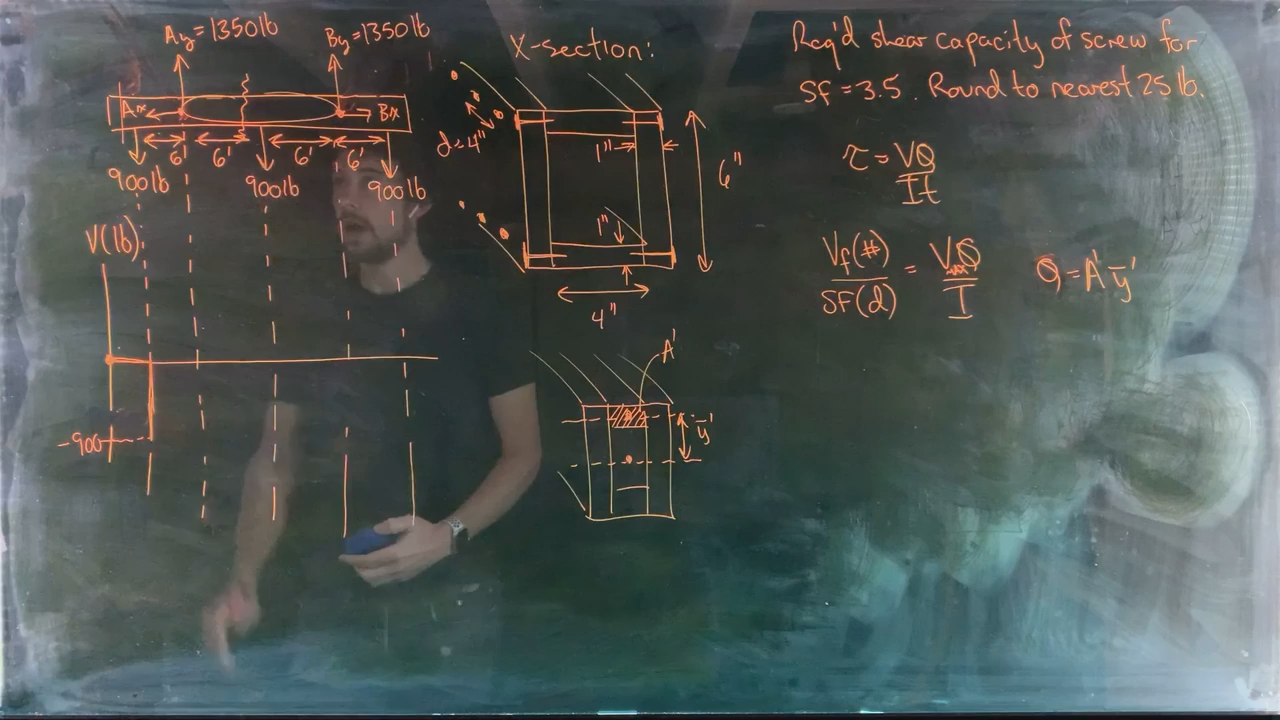 Ay = 1350 lb
By = 1350 lb
Ax
Bx
6'
6'
6'
6'
900 lb
900 lb
900 lb
V(lb)
-900
X-section:
d = 4"
1"
6"
1"
4"
A'
ȳ'
Req'd shear capacity of screw for
SF = 3.5. Round to nearest 25 lb.
τ = VQ / It
Vf(#) / SF(d) = VQ / I
Q = A'ȳ'